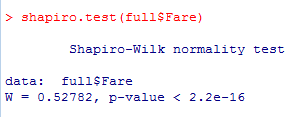 > shapiro.test(full$Fare)
Shapiro-Wilk normality test
data:  full$Fare
W = 0.52782, p-value < 2.2e-16